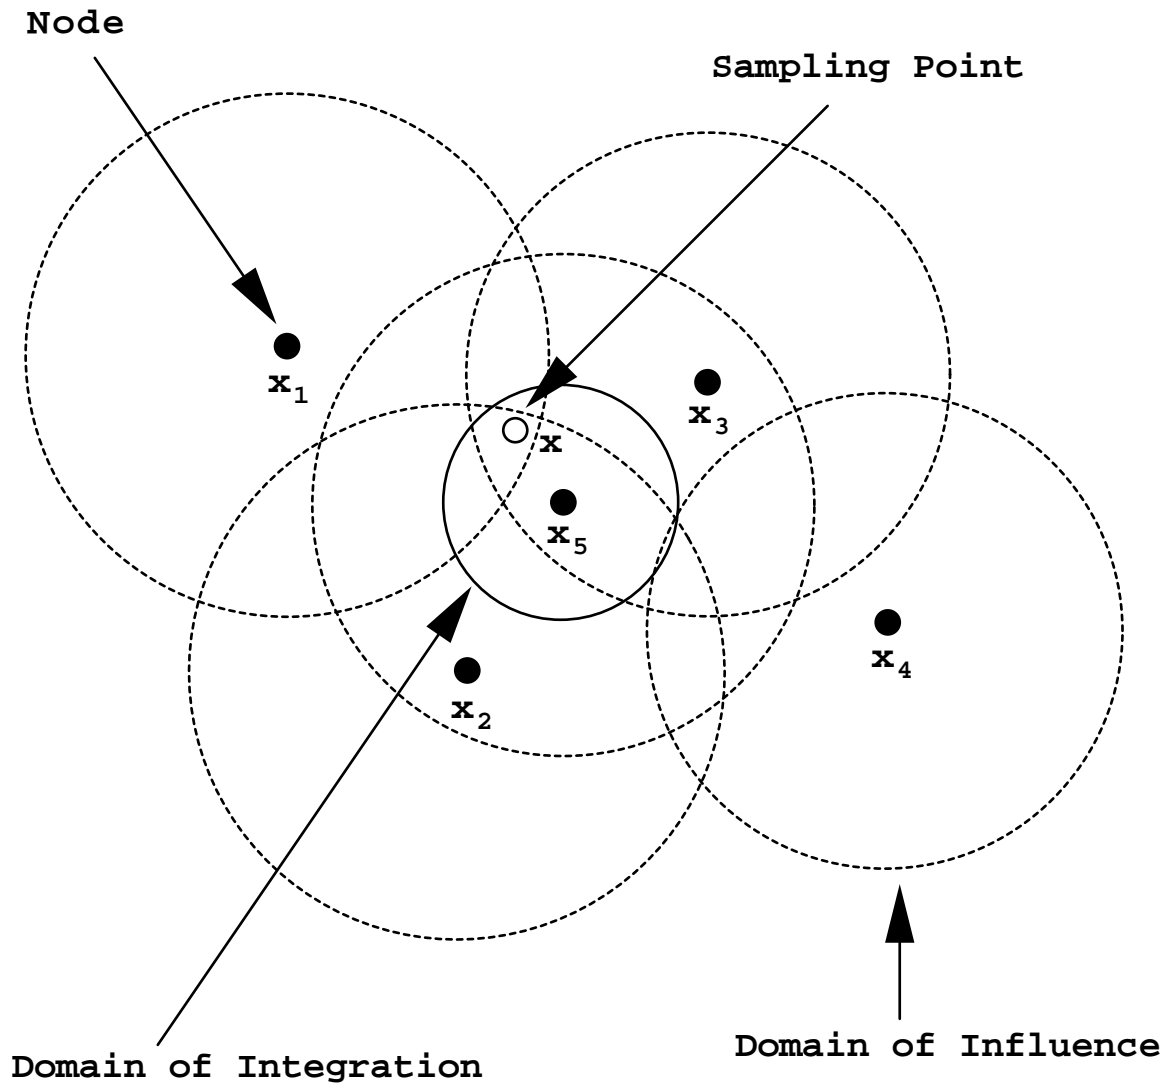 Node
Sampling Point
x1
x3
x
x5
x4
x2
Domain of Influence
Domain of Integration